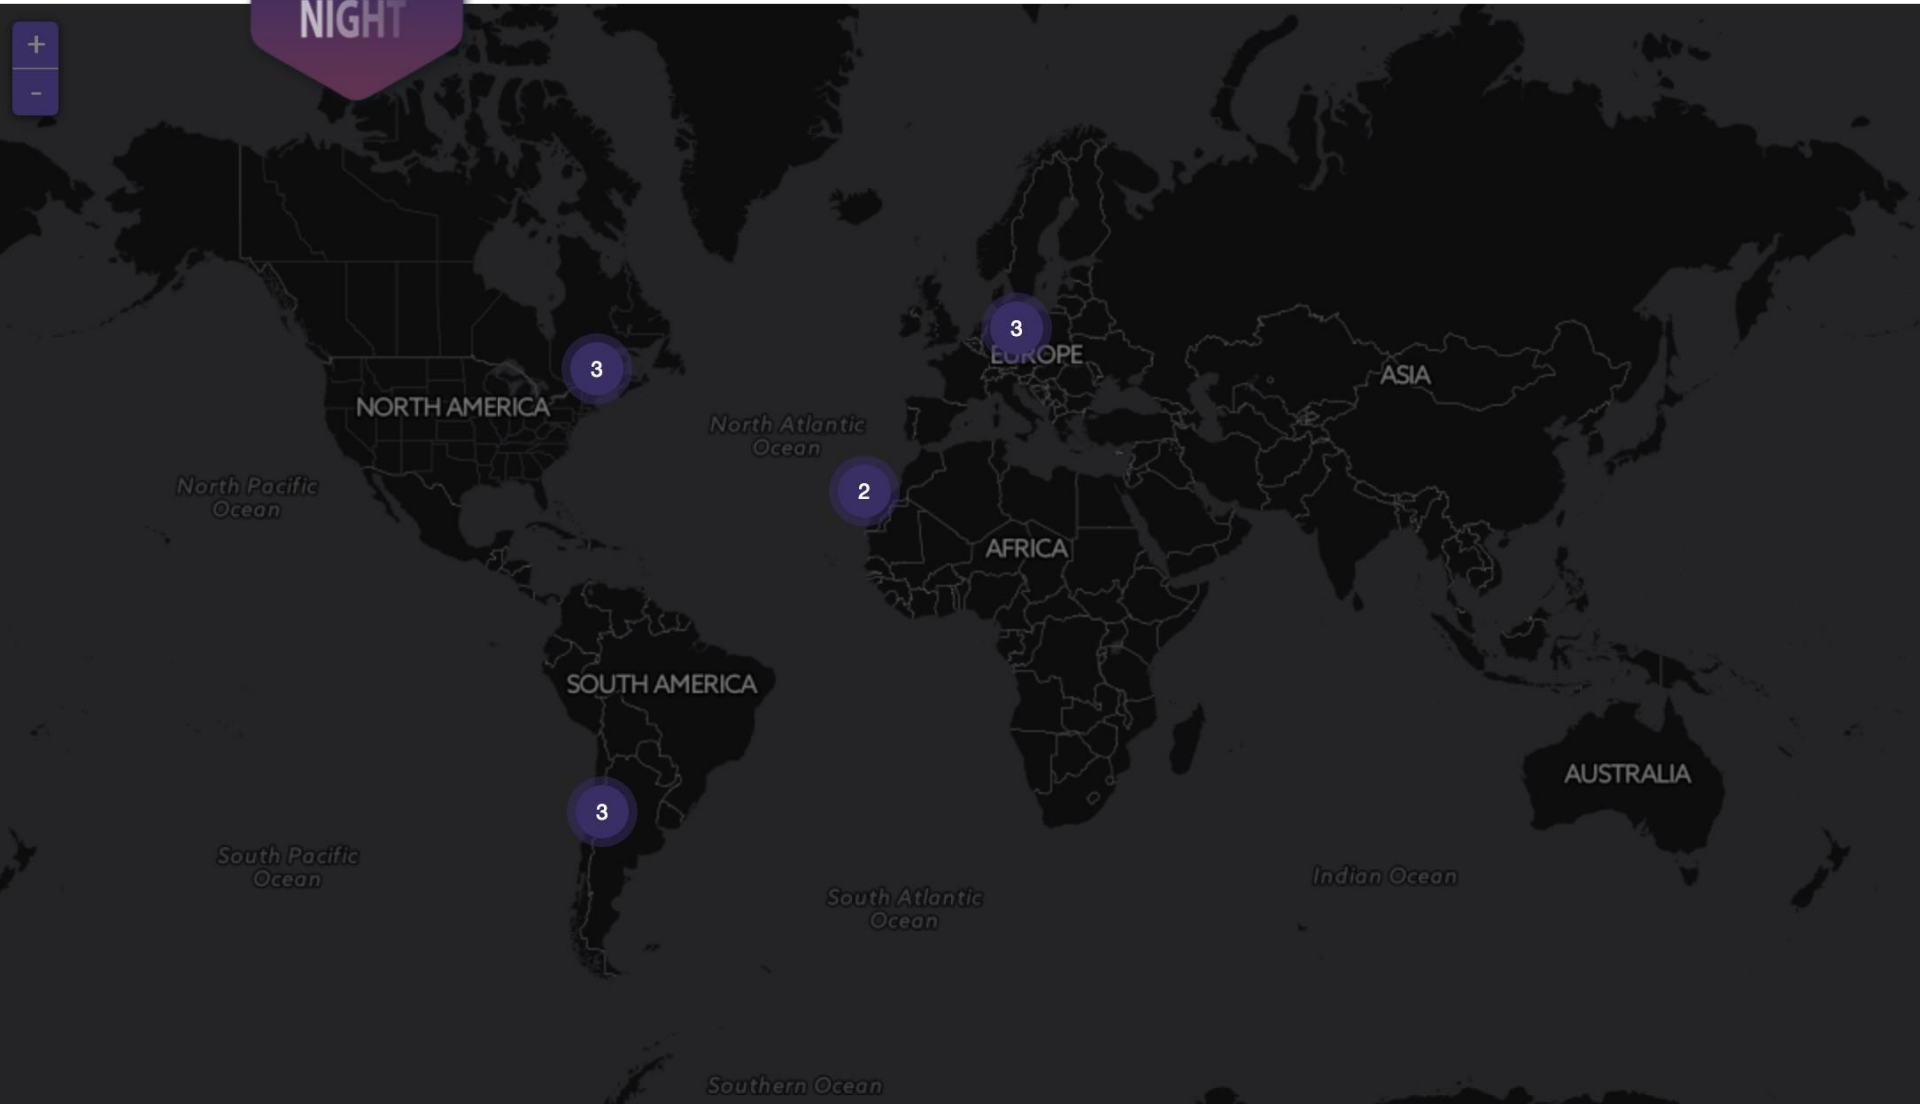 NIGHT
+
-
3
3
EUROPE
ASIA
NORTH AMERICA
North Atlantic
Ocean
North Pacific
Ocean
2
AFRICA
SOUTH AMERICA
AUSTRALIA
3
South Pacific
Ocean
Indian Ocean
South Atlantic
Ocean
Southern Ocean